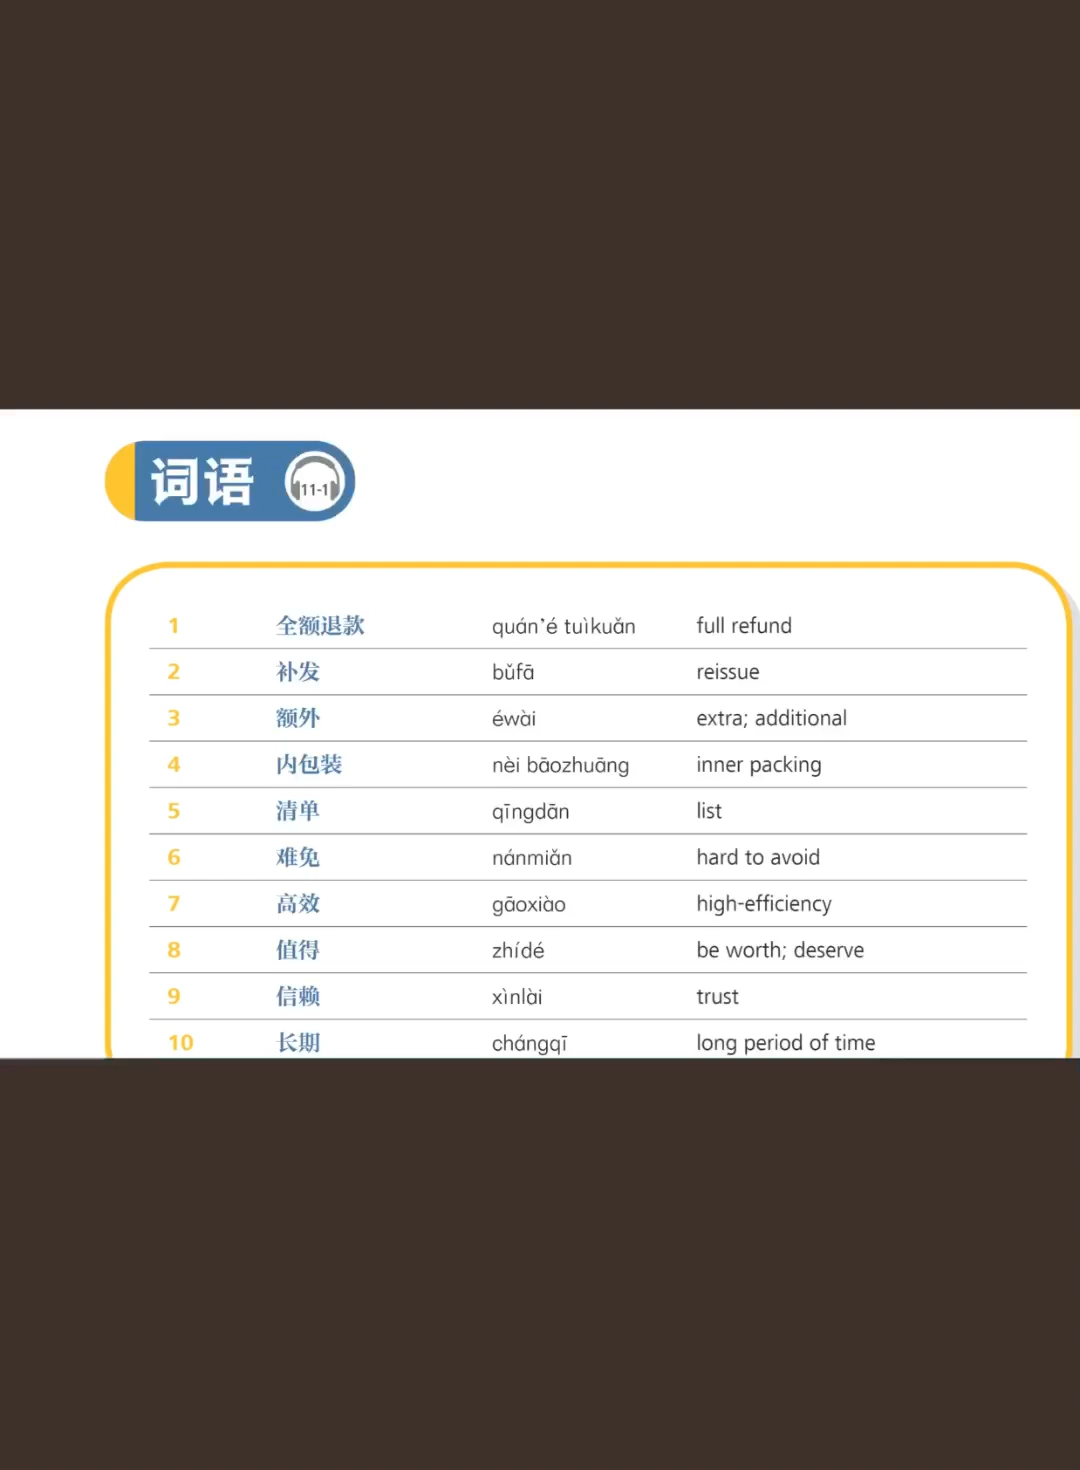 词语 11-1
1 全额退款 quán’é tuìkuǎn full refund
2 补发 bǔfā reissue
3 额外 éwài extra; additional
4 内包装 nèi bāozhuāng inner packing
5 清单 qīngdān list
6 难免 nánmiǎn hard to avoid
7 高效 gāoxiào high-efficiency
8 值得 zhídé be worth; deserve
9 信赖 xìnlài trust
10 长期 chángqī long period of time